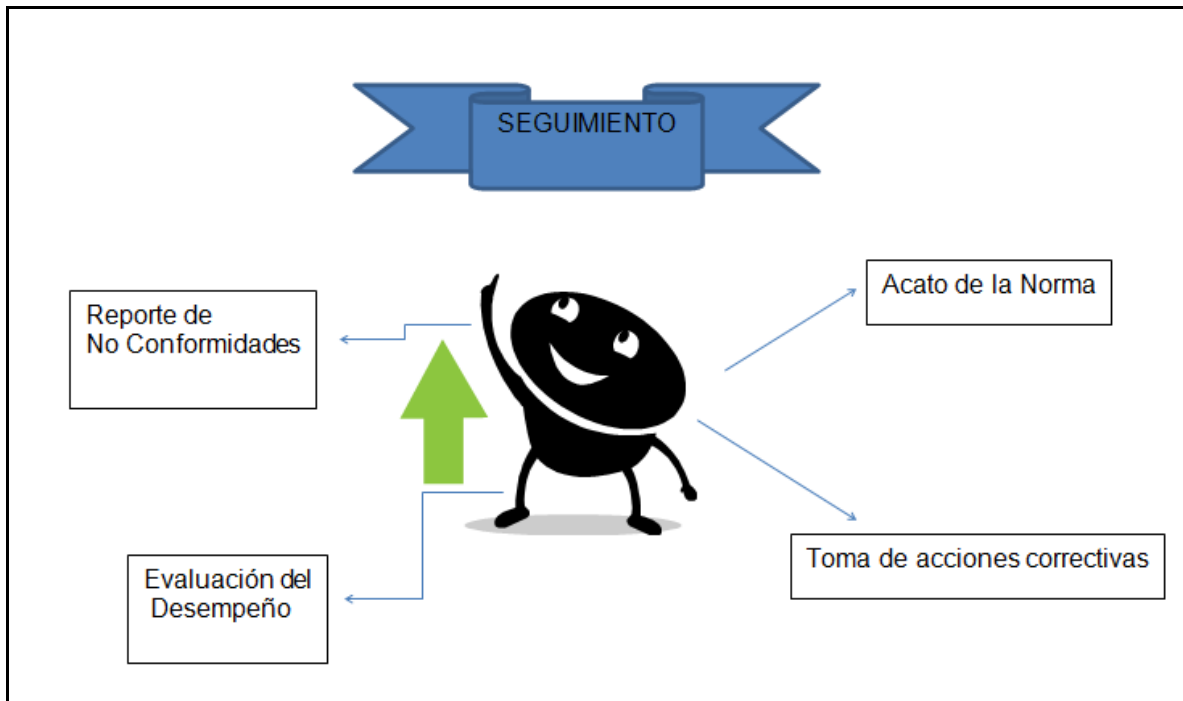 SEGUIMIENTO
Reporte de
No Conformidades
Acato de la Norma
Evaluación del
Desempeño
Toma de acciones correctivas